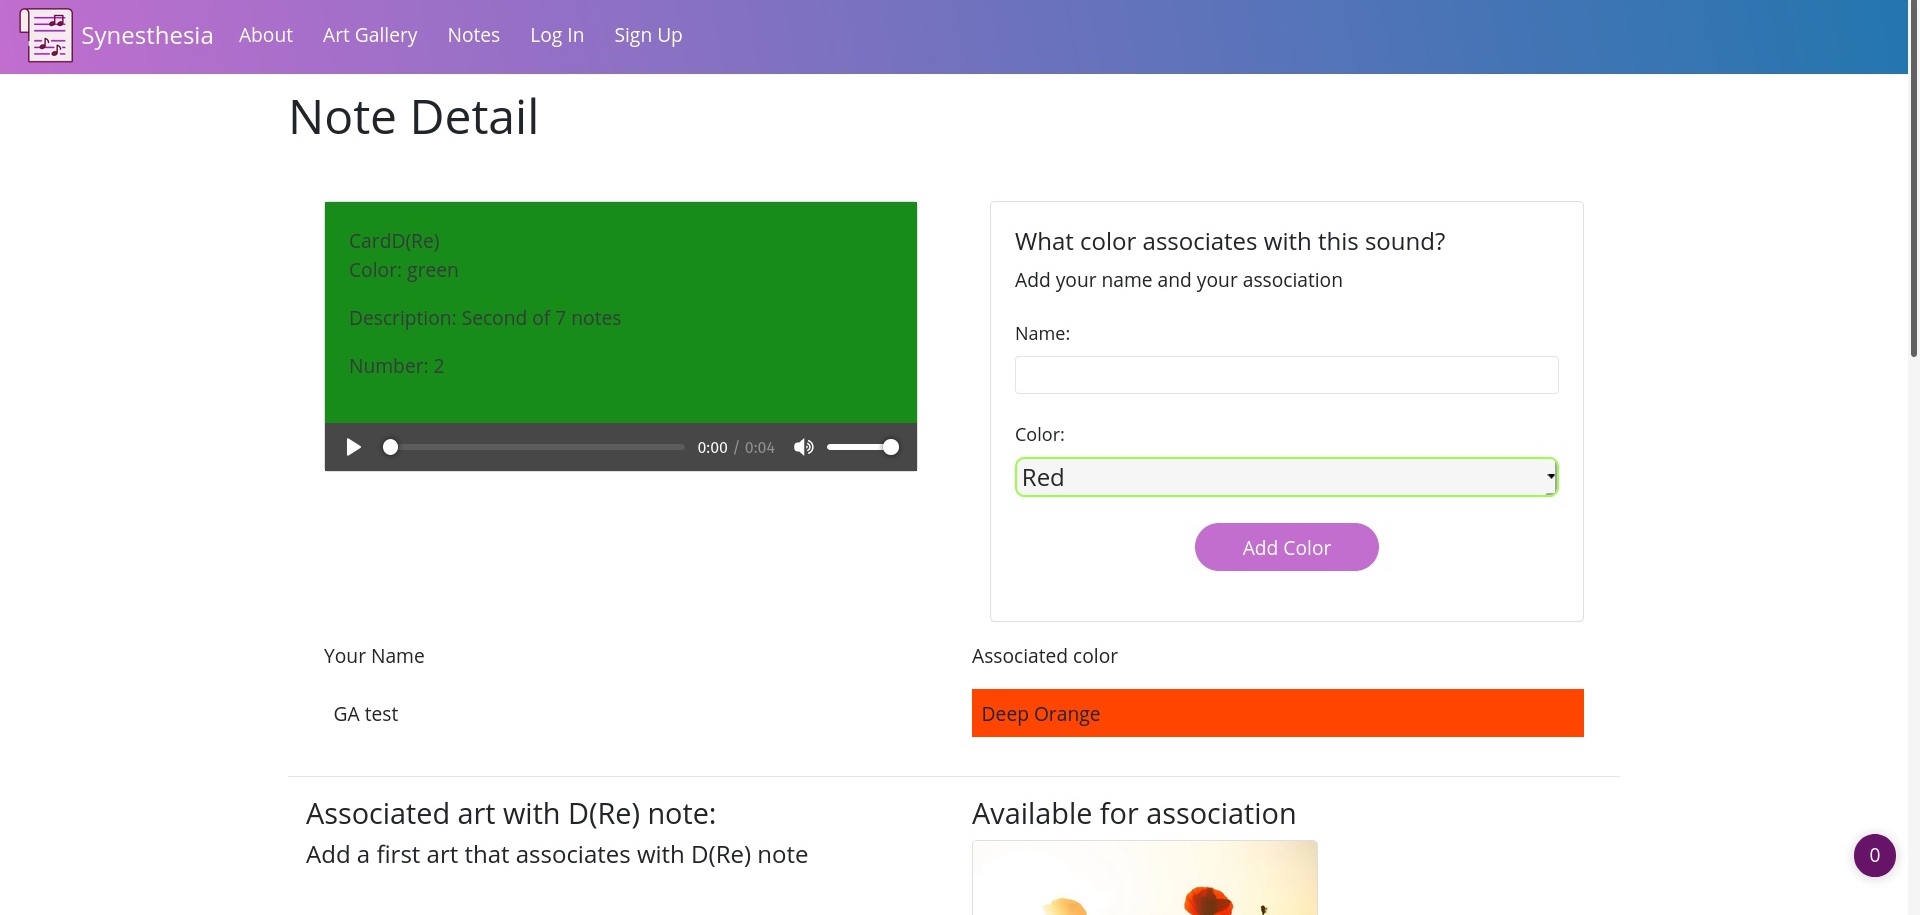 Synesthesia About Art Gallery Notes Log In Sign Up
Note Detail
CardD(Re)
Color: green
Description: Second of 7 notes
Number: 2
0:00 / 0:04
What color associates with this sound?
Add your name and your association
Name:
Color:
Red
Add Color
Your Name Associated color
GA test Deep Orange
Associated art with D(Re) note:
Add a first art that associates with D(Re) note
Available for association
0